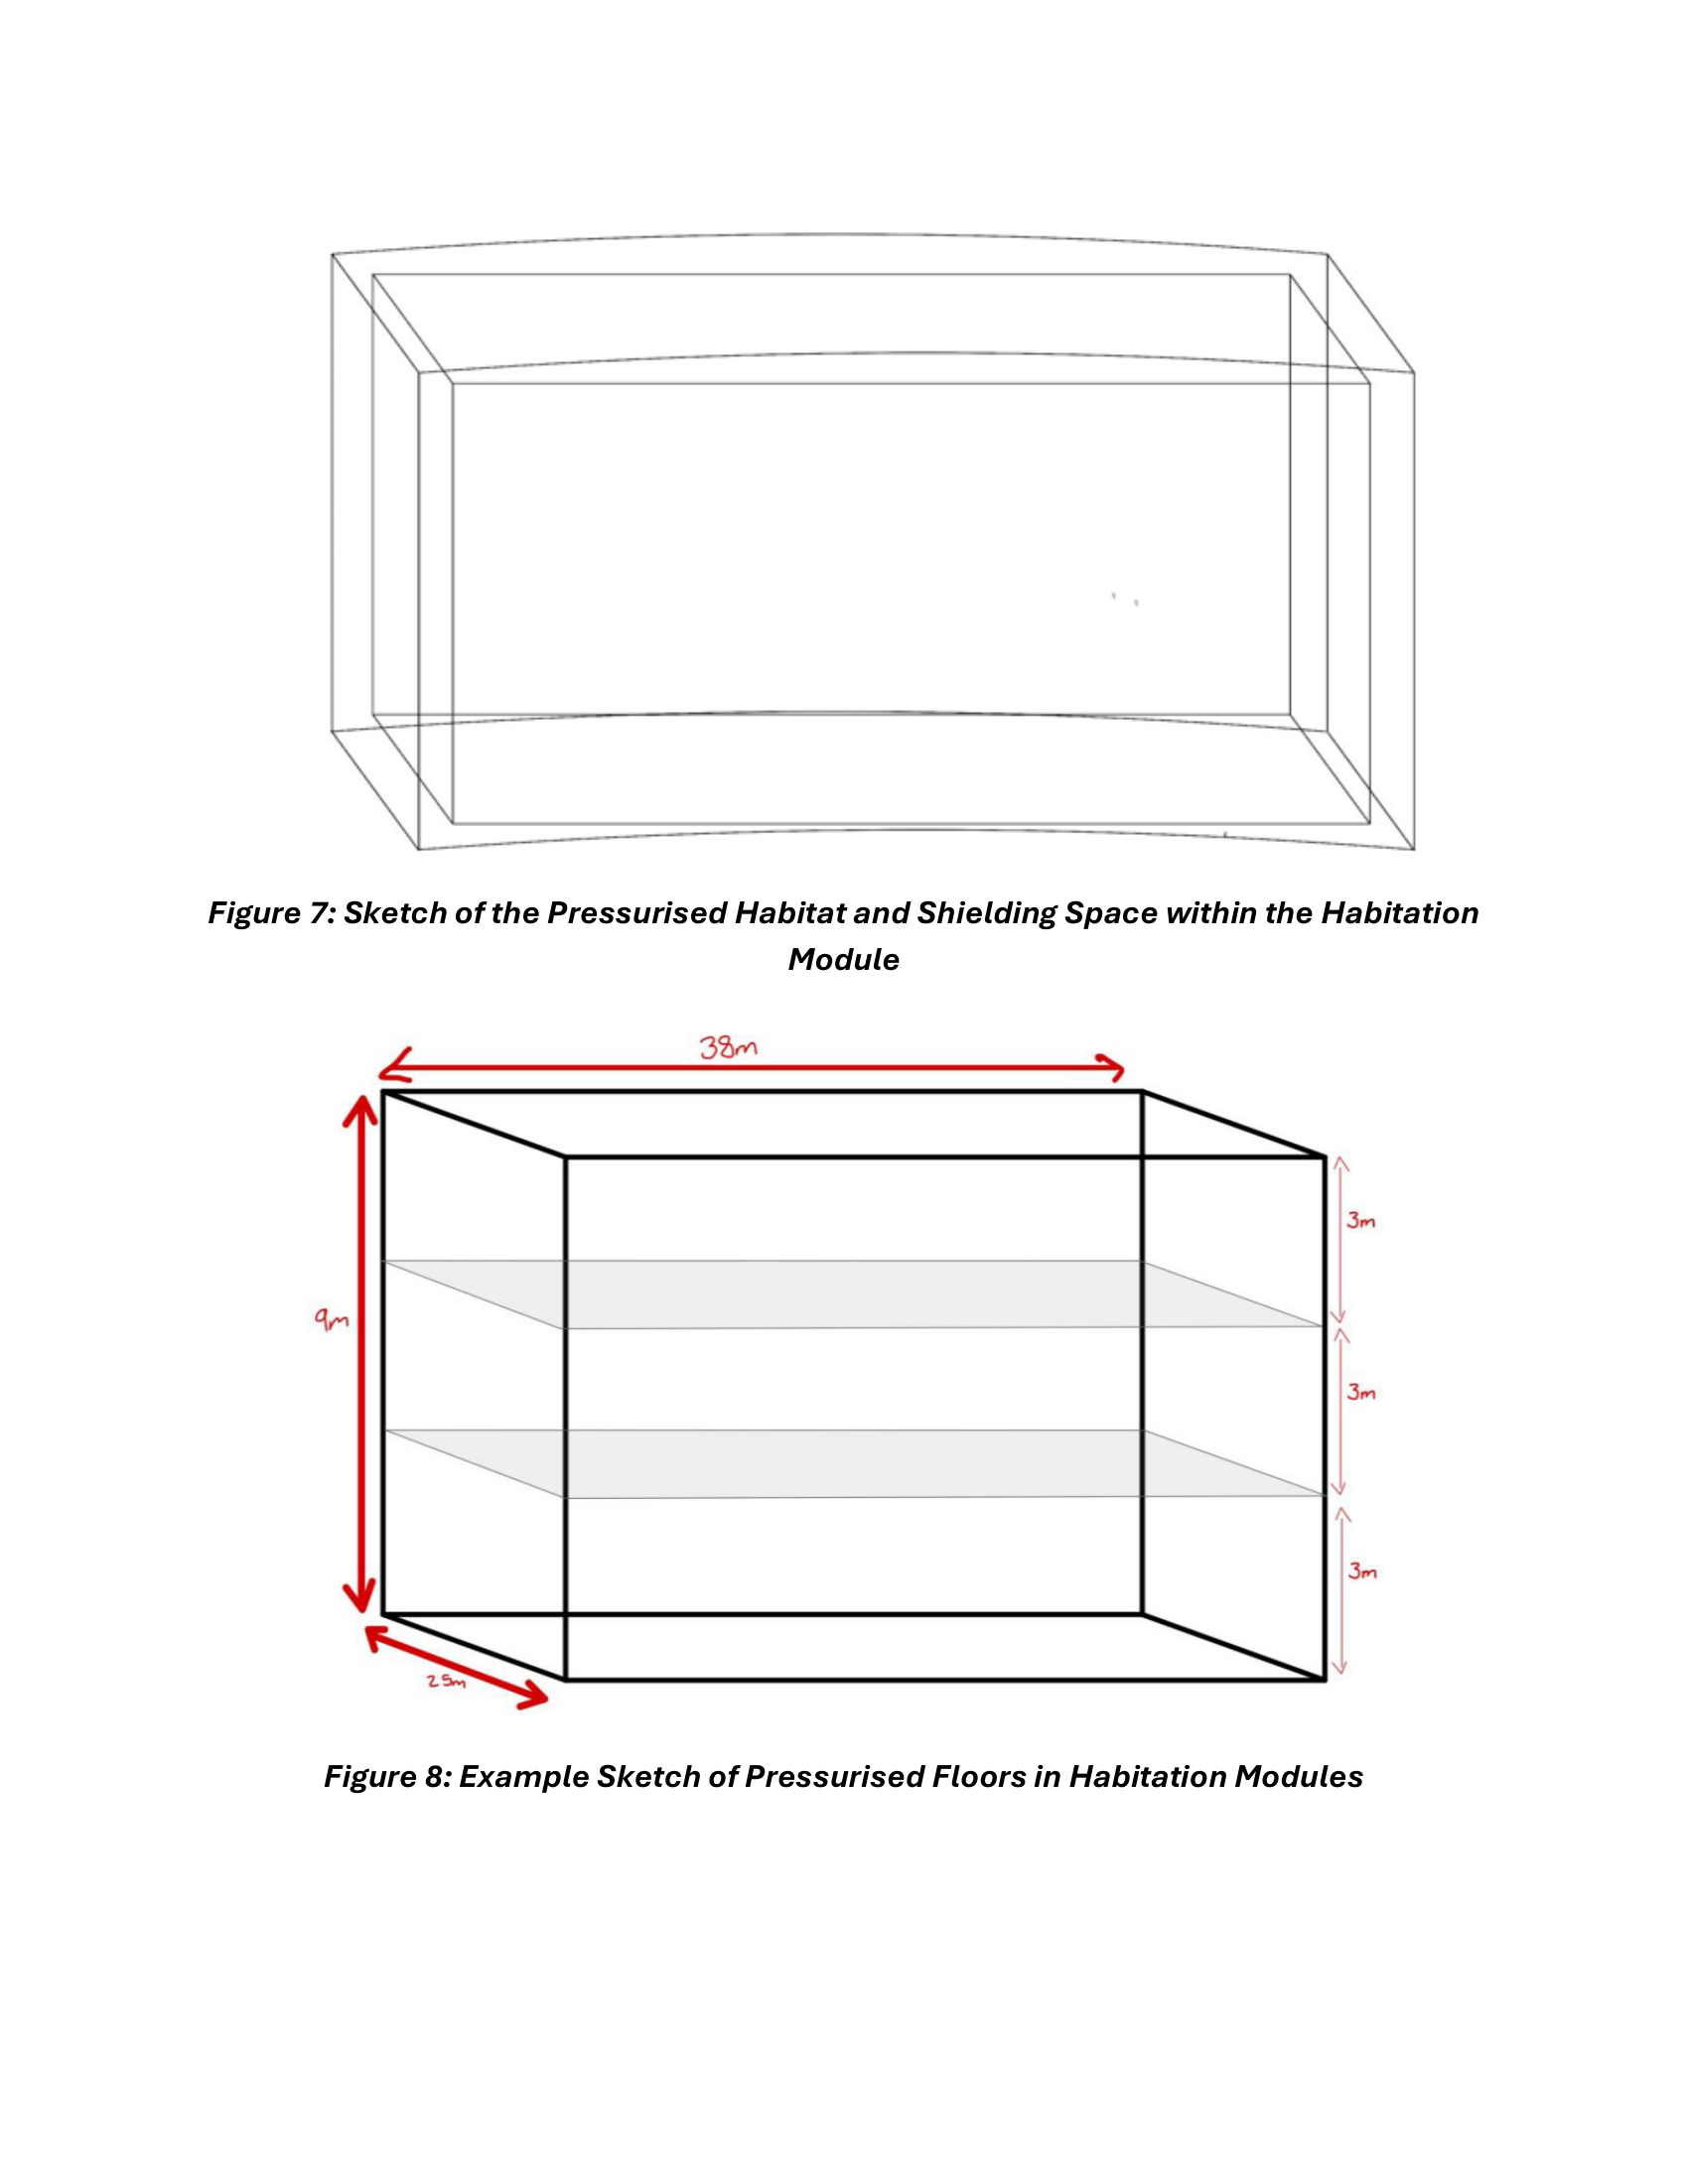 Figure 7: Sketch of the Pressurised Habitat and Shielding Space within the Habitation
Module
38m
3m
9m
3m
3m
25m
Figure 8: Example Sketch of Pressurised Floors in Habitation Modules